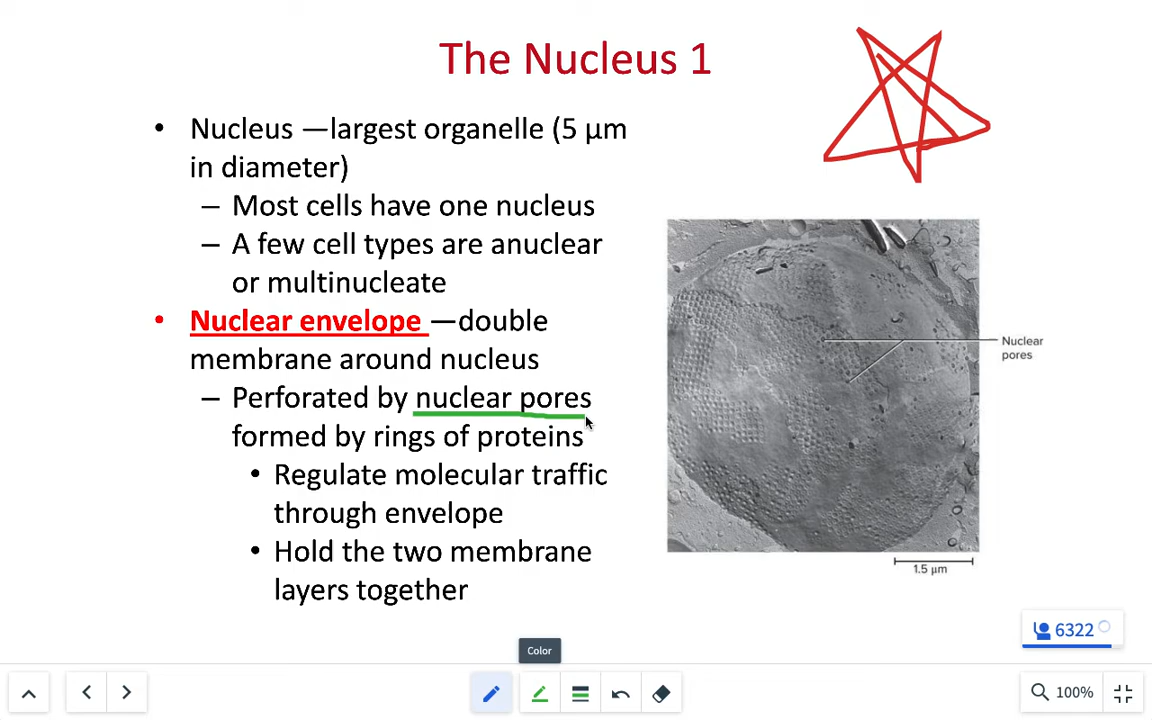 The Nucleus 1
• Nucleus —largest organelle (5 μm
in diameter)
– Most cells have one nucleus
– A few cell types are anuclear
or multinucleate
• Nuclear envelope —double
membrane around nucleus
– Perforated by nuclear pores
formed by rings of proteins
• Regulate molecular traffic
through envelope
• Hold the two membrane
layers together
Nuclear
pores
1.5 μm
6322
Color
100%